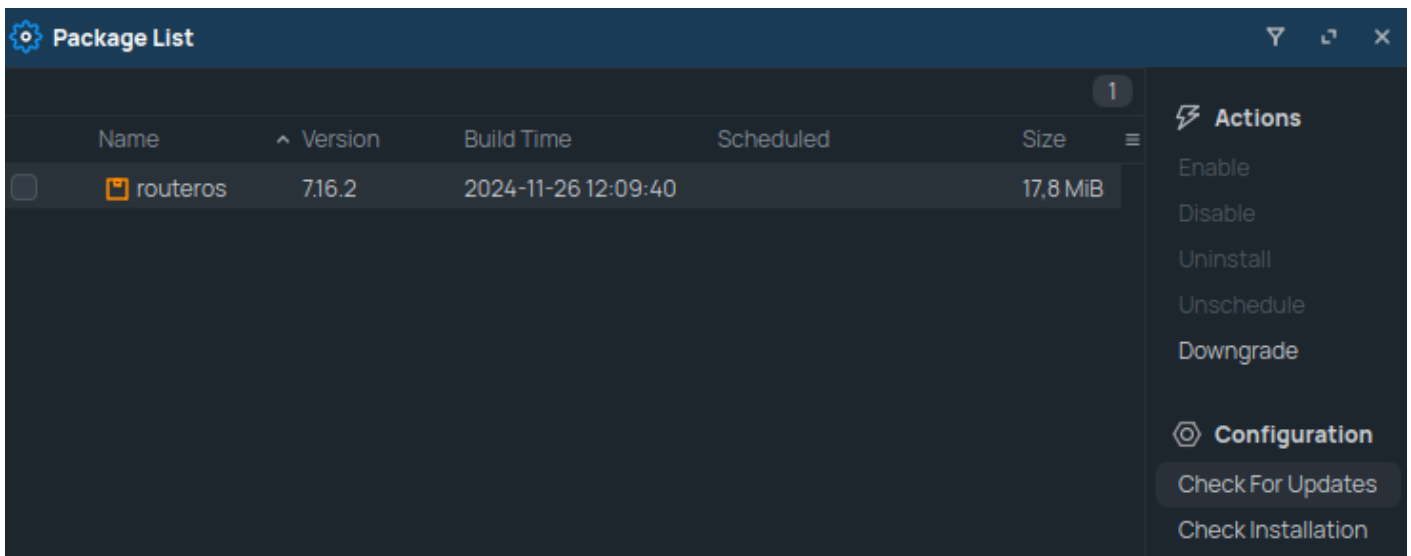 Package List
1
Name Version Build Time Scheduled Size
routeros 7.16.2 2024-11-26 12:09:40 17,8 MiB
Actions
Enable
Disable
Uninstall
Unschedule
Downgrade
Configuration
Check For Updates
Check Installation